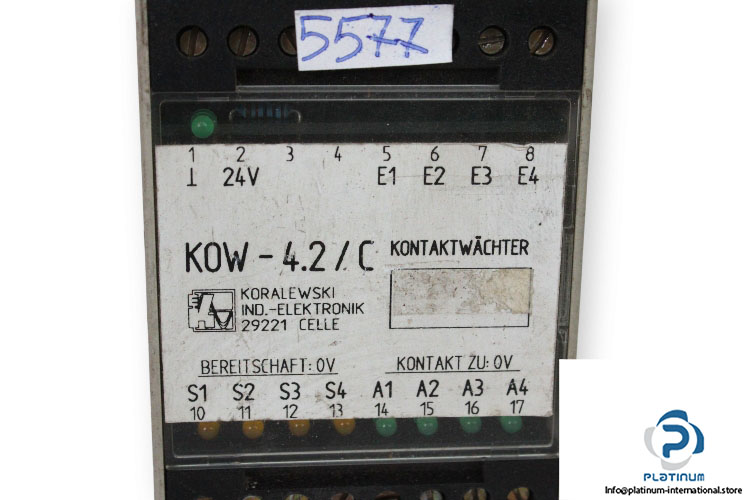 5577
1 2 3 4 5 6 7 8
⊥ 24V E1 E2 E3 E4
KOW - 4.2 / C KONTAKTWÄCHTER
KORALEWSKI
IND.-ELEKTRONIK
29221 CELLE
BEREITSCHAFT: 0V KONTAKT ZU: 0V
S1 S2 S3 S4 A1 A2 A3 A4
10 11 12 13 14 15 16 17
PLATINUM
Info@platinum-international.store